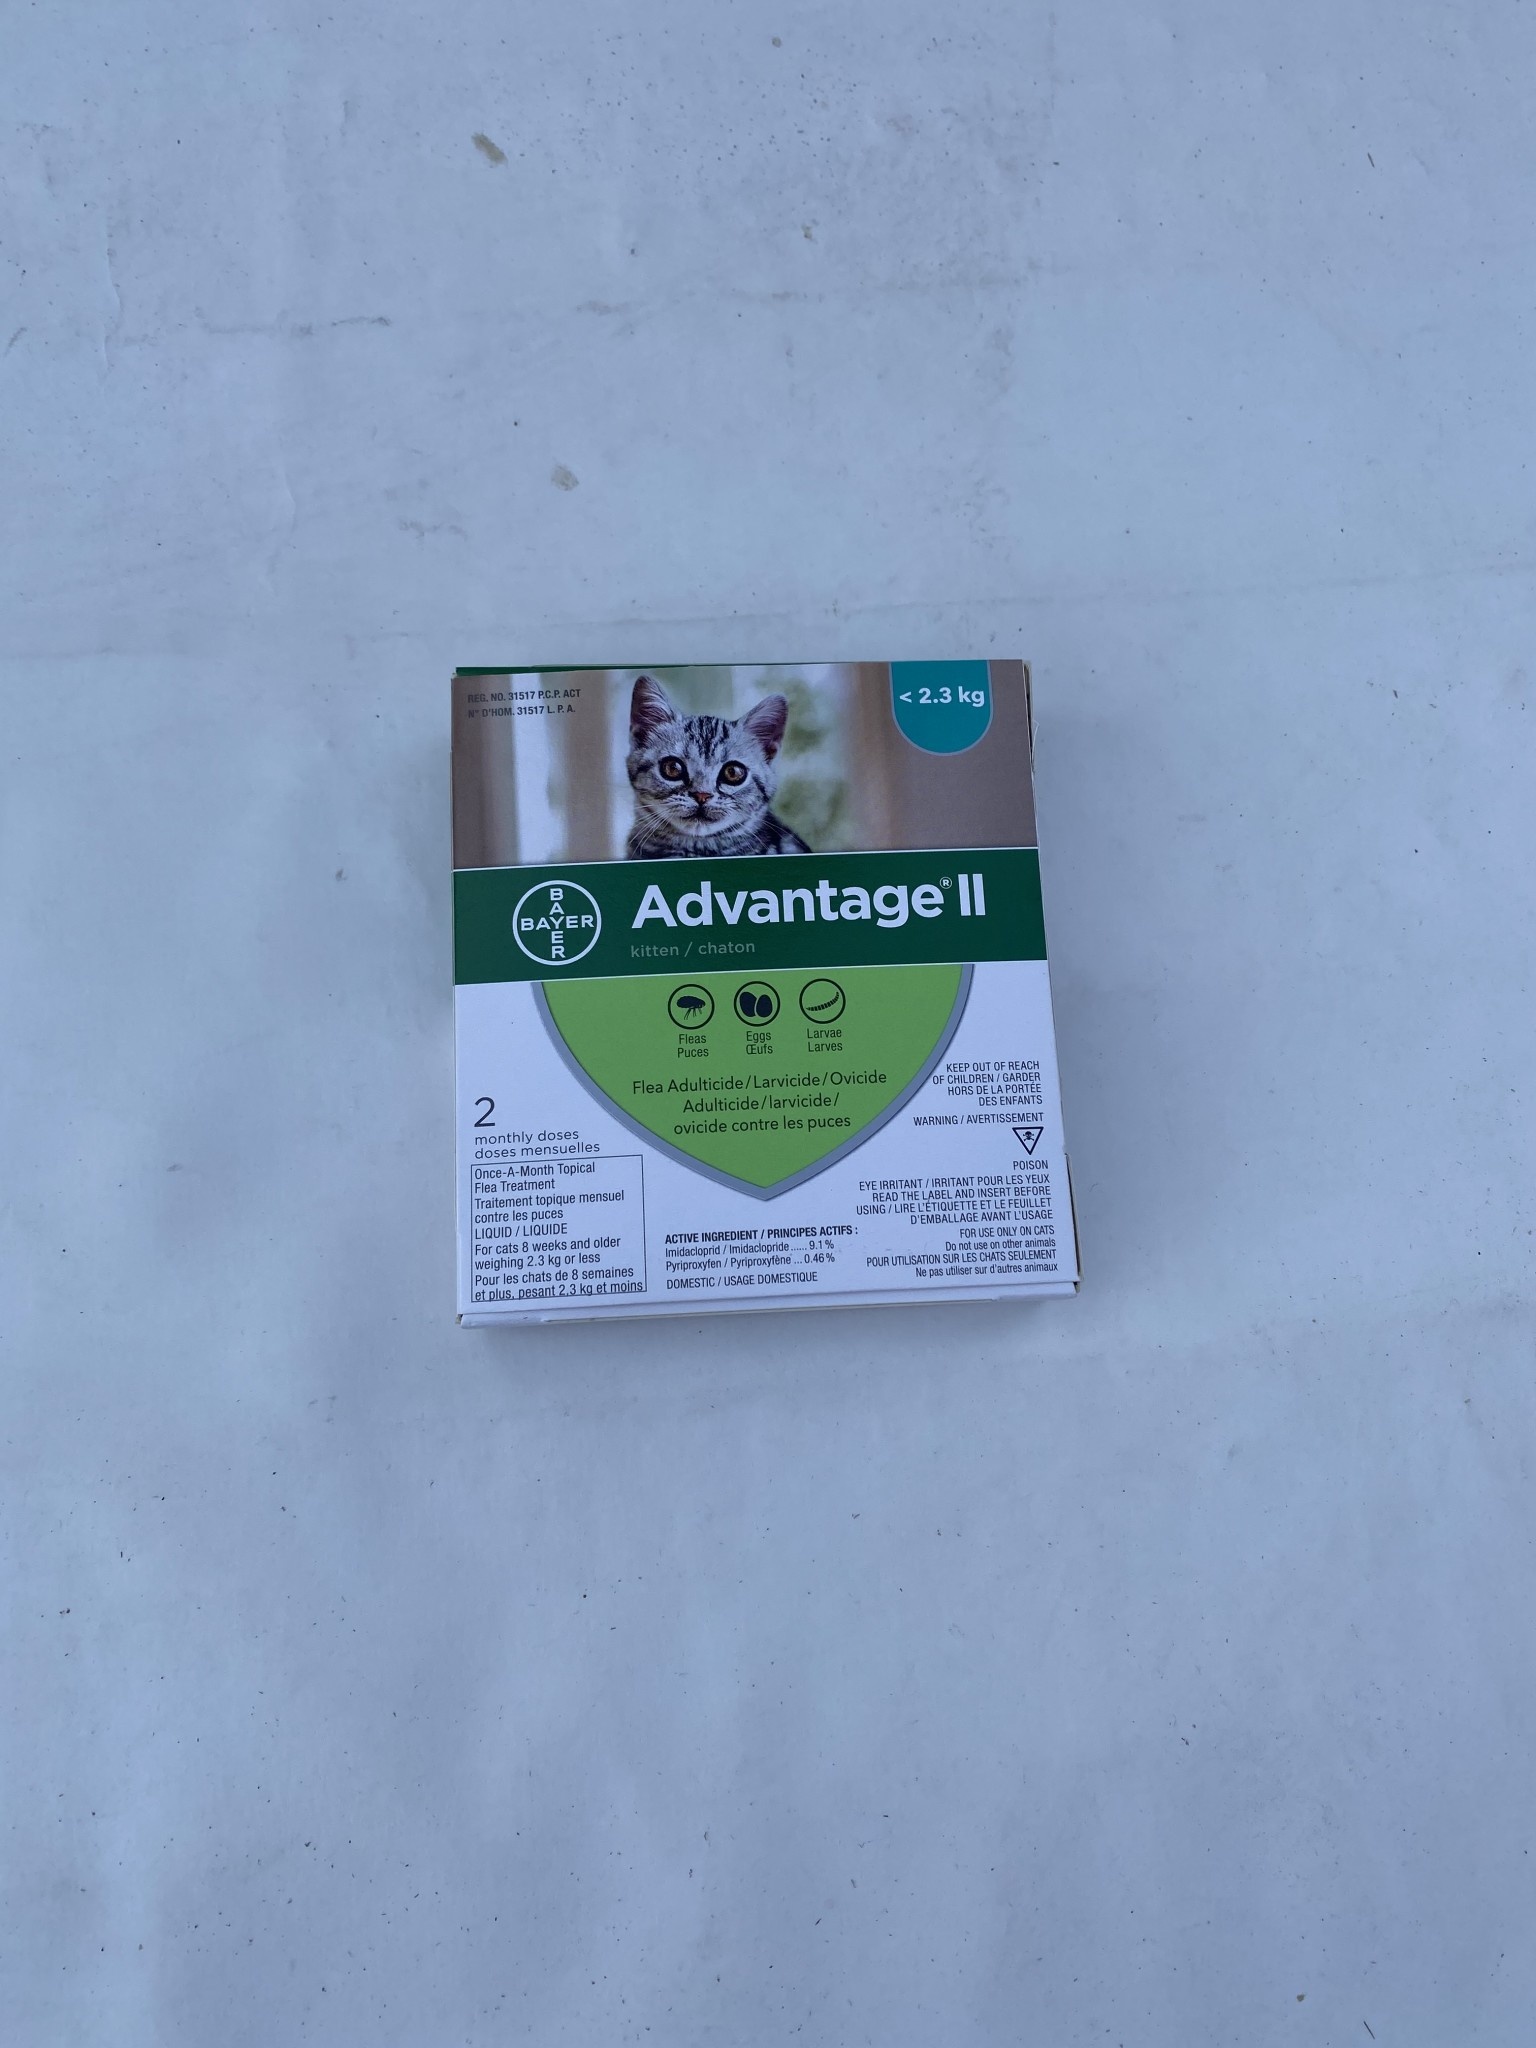 REG. NO. 31517 P.C.P. ACT
N° D'HOM. 31517 L. P. A.
< 2.3 kg
BAYER
BAYER
Advantage® II
kitten / chaton
Fleas
Puces
Eggs
Œufs
Larvae
Larves
Flea Adulticide/Larvicide/Ovicide
Adulticide/larvicide/
ovicide contre les puces
2
monthly doses
doses mensuelles
Once-A-Month Topical
Flea Treatment
Traitement topique mensuel
contre les puces
LIQUID / LIQUIDE
For cats 8 weeks and older
weighing 2.3 kg or less
Pour les chats de 8 semaines
et plus, pesant 2,3 kg et moins
ACTIVE INGREDIENT / PRINCIPES ACTIFS :
Imidacloprid / Imidaclopride ...... 9.1 %
Pyriproxyfen / Pyriproxyfène ... 0.46 %
DOMESTIC / USAGE DOMESTIQUE
KEEP OUT OF REACH
OF CHILDREN / GARDER
HORS DE LA PORTÉE
DES ENFANTS
WARNING / AVERTISSEMENT
POISON
EYE IRRITANT / IRRITANT POUR LES YEUX
READ THE LABEL AND INSERT BEFORE
USING / LIRE L'ÉTIQUETTE ET LE FEUILLET
D'EMBALLAGE AVANT L'USAGE
FOR USE ONLY ON CATS
Do not use on other animals
POUR UTILISATION SUR LES CHATS SEULEMENT
Ne pas utiliser sur d'autres animaux